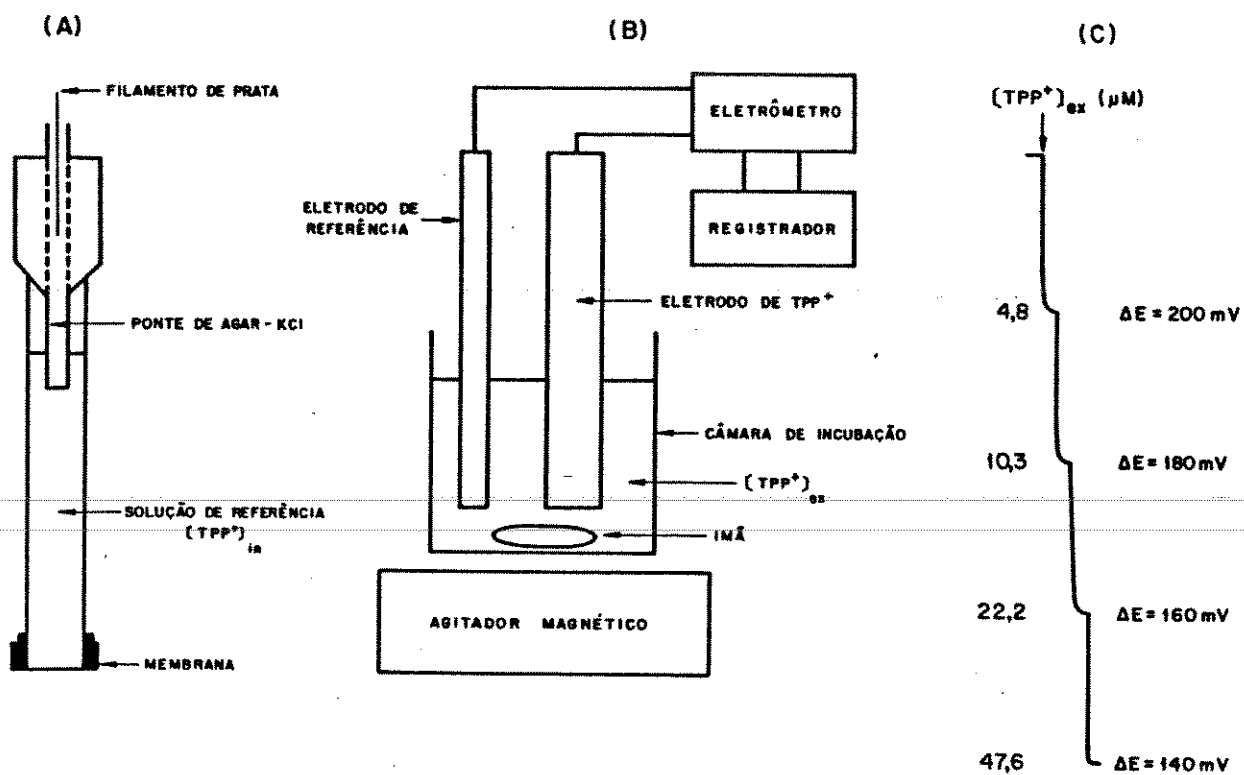 (A)
FILAMENTO DE PRATA
PONTE DE AGAR-KCl
SOLUÇÃO DE REFERÊNCIA
(TPP⁺)in
MEMBRANA
(B)
ELETRÔMETRO
REGISTRADOR
ELETRODO DE
REFERÊNCIA
ELETRODO DE TPP⁺
CÂMARA DE INCUBAÇÃO
(TPP⁺)ex
IMÃ
AGITADOR MAGNÉTICO
(C)
(TPP⁺)ex (µM)
4,8 ΔE = 200 mV
10,3 ΔE = 180 mV
22,2 ΔE = 160 mV
47,6 ΔE = 140 mV